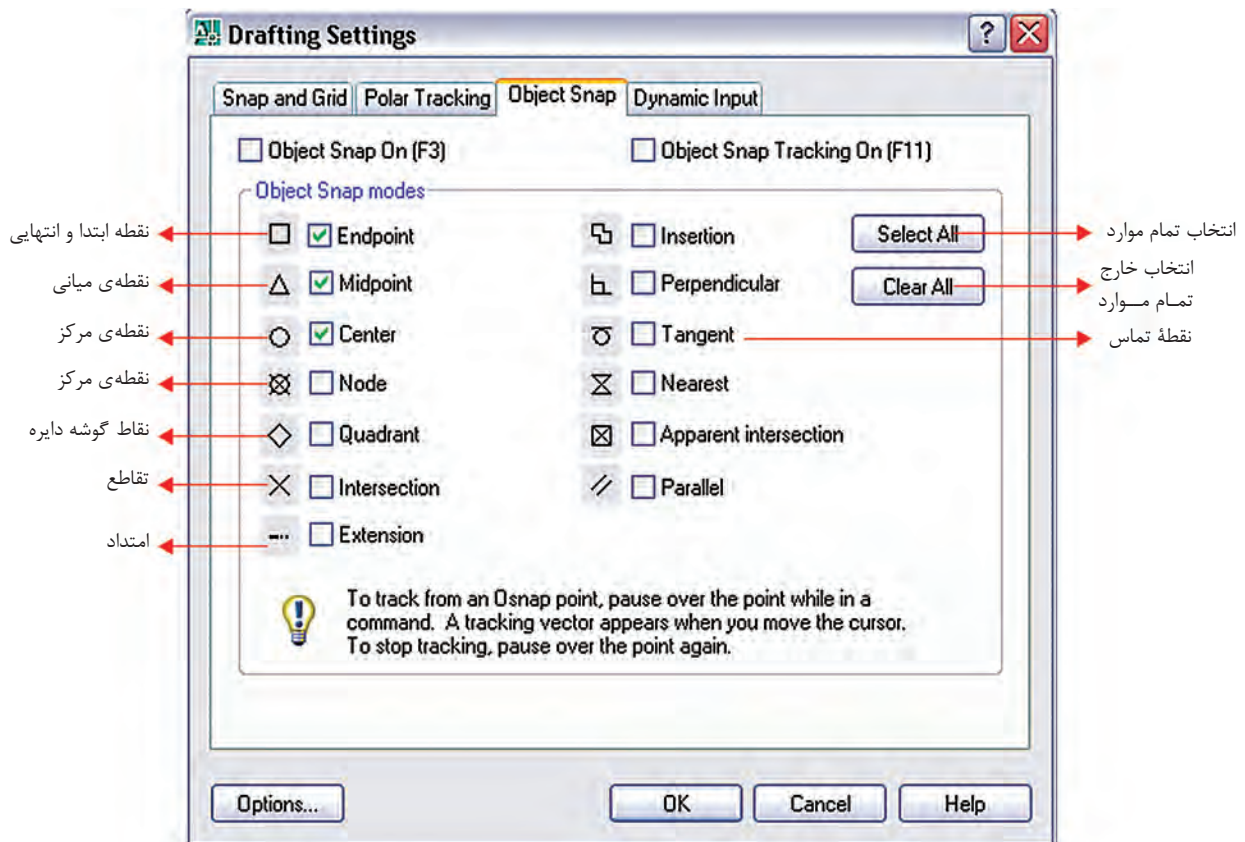 Drafting Settings
Snap and Grid Polar Tracking Object Snap Dynamic Input
Object Snap On (F3) Object Snap Tracking On (F11)
Object Snap modes
نقطه ابتدا و انتهایی Endpoint Insertion Select All انتخاب تمام موارد
نقطه‌ی میانی Midpoint Perpendicular Clear All انتخاب خارج
تمـام مــوارد
نقطه‌ی مرکز Center Tangent نقطهٔ تماس
نقطه‌ی مرکز Node Nearest
نقاط گوشه دایره Quadrant Apparent intersection
تقاطع Intersection Parallel
امتداد Extension
To track from an Osnap point, pause over the point while in a
command. A tracking vector appears when you move the cursor.
To stop tracking, pause over the point again.
Options... OK Cancel Help